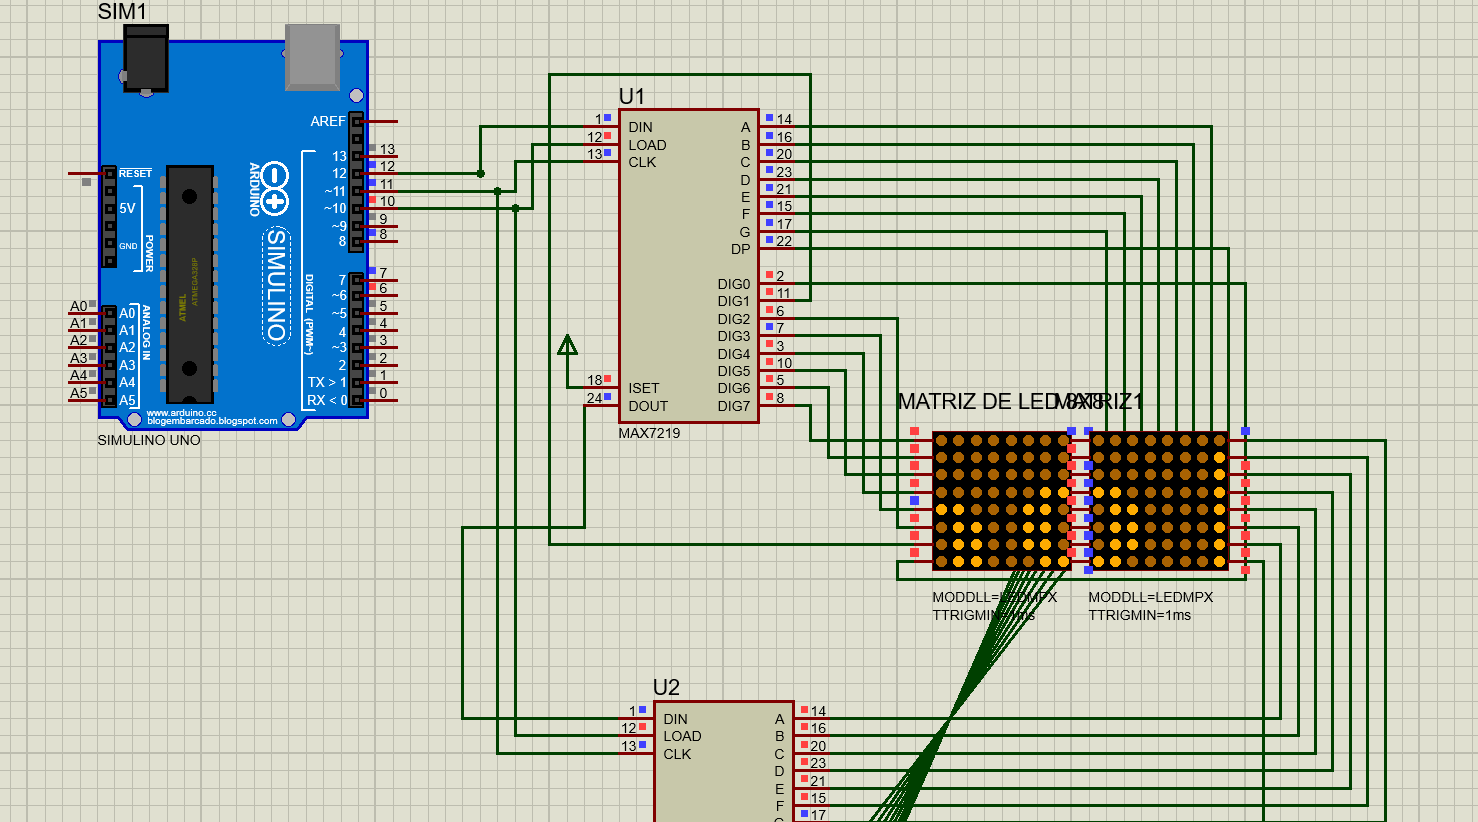 SIM1
AREF
13
12
~11
~10
~9
8
7
~6
~5
4
~3
2
TX > 1
RX < 0
13
12
11
10
9
8
7
6
5
4
3
2
1
0
RESET
5V
GND
POWER
ARDUINO
SIMULINO
DIGITAL (PWM~)
ANALOG IN
ATMEL
ATMEGA328P
A0
A1
A2
A3
A4
A5
A0
A1
A2
A3
A4
A5
www.arduino.cc
blogembarcado.blogspot.com
SIMULINO UNO
U1
1 DIN A 14
12 LOAD B 16
13 CLK C 20
D 23
E 21
F 15
G 17
DP 22
DIG0 2
DIG1 11
DIG2 6
DIG3 7
DIG4 3
DIG5 10
18 ISET DIG6 5
24 DOUT DIG7 8
MAX7219
MATRIZ DE LED 8X8
MATRIZ1
MODDLL=LEDMPX
TTRIGMIN=1ms
MODDLL=LEDMPX
TTRIGMIN=1ms
U2
1 DIN A 14
12 LOAD B 16
13 CLK C 20
D 23
E 21
F 15
G 17